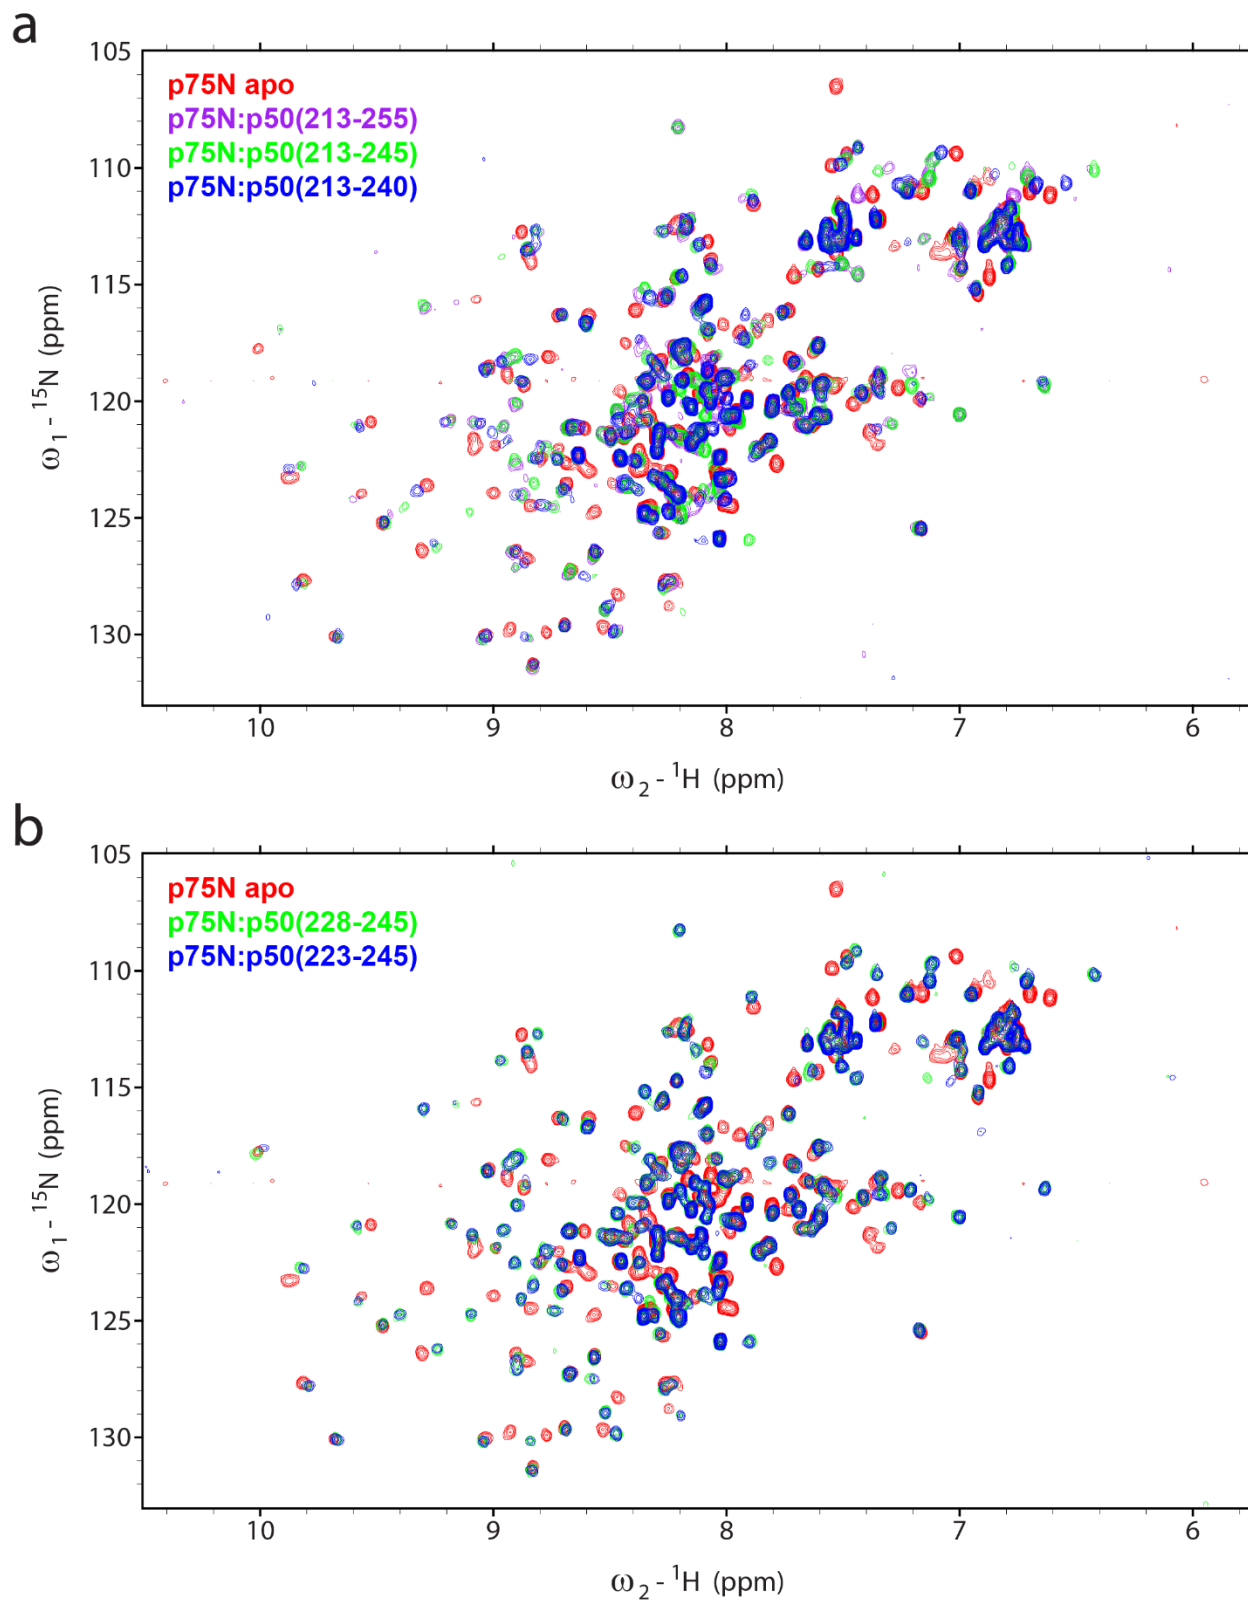 a
105
p75N apo
p75N:p50(213-255)
p75N:p50(213-245)
p75N:p50(213-240)
110
115
120
125
130
ω1 - 15N (ppm)
10 9 8 7 6
ω2 - 1H (ppm)
b
105
p75N apo
p75N:p50(228-245)
p75N:p50(223-245)
110
115
120
125
130
ω1 - 15N (ppm)
10 9 8 7 6
ω2 - 1H (ppm)